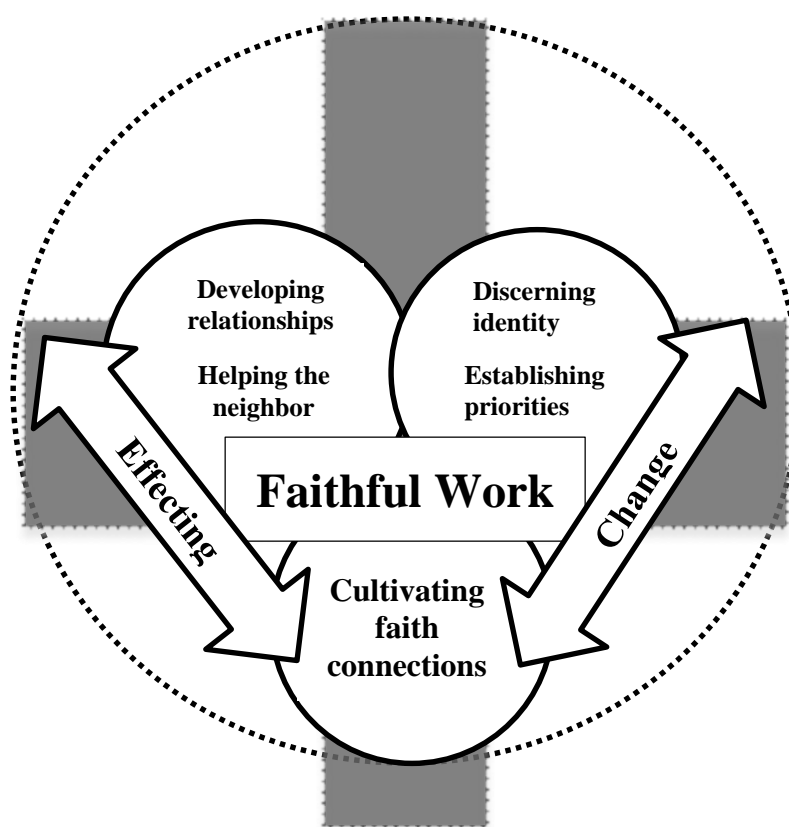 Developing
relationships
Helping the
neighbor
Discerning
identity
Establishing
priorities
Faithful Work
Effecting
Change
Cultivating
faith
connections